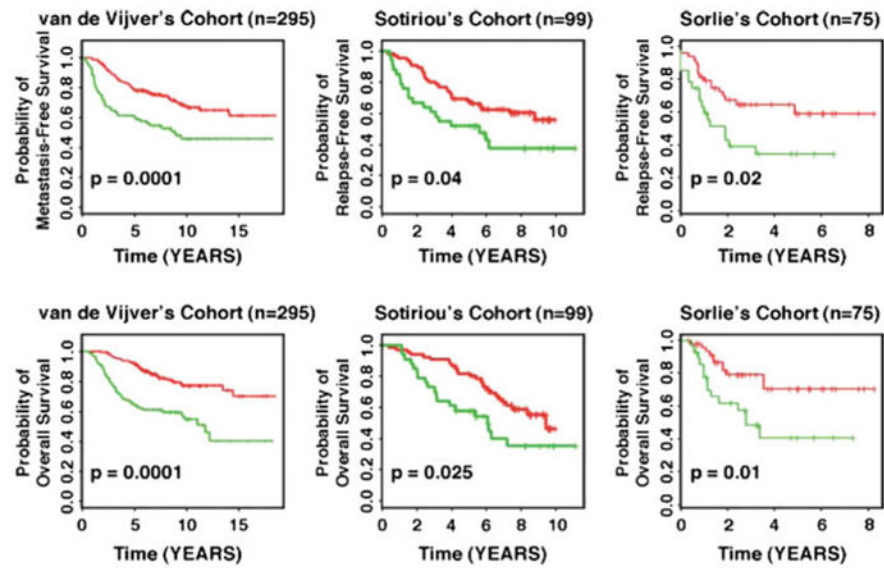 van de Vijver's Cohort (n=295)
Probability of
Metastasis-Free Survival
0.0 0.2 0.4 0.6 0.8 1.0
p = 0.0001
0 5 10 15
Time (YEARS)
Sotiriou's Cohort (n=99)
Probability of
Relapse-Free Survival
0.0 0.2 0.4 0.6 0.8 1.0
p = 0.04
0 2 4 6 8 10
Time (YEARS)
Sorlie's Cohort (n=75)
Probability of
Relapse-Free Survival
0.0 0.2 0.4 0.6 0.8 1.0
p = 0.02
0 2 4 6 8
Time (YEARS)
van de Vijver's Cohort (n=295)
Probability of
Overall Survival
0.0 0.2 0.4 0.6 0.8 1.0
p = 0.0001
0 5 10 15
Time (YEARS)
Sotiriou's Cohort (n=99)
Probability of
Overall Survival
0.0 0.2 0.4 0.6 0.8 1.0
p = 0.025
0 2 4 6 8 10
Time (YEARS)
Sorlie's Cohort (n=75)
Probability of
Overall Survival
0.0 0.2 0.4 0.6 0.8 1.0
p = 0.01
0 2 4 6 8
Time (YEARS)